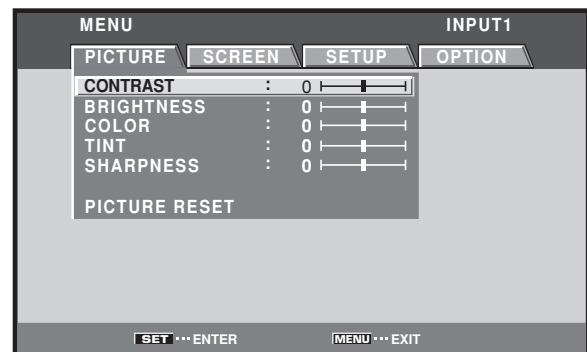 MENU INPUT1
PICTURE SCREEN SETUP OPTION
CONTRAST : 0
BRIGHTNESS : 0
COLOR : 0
TINT : 0
SHARPNESS : 0
PICTURE RESET
SET ··· ENTER MENU ··· EXIT